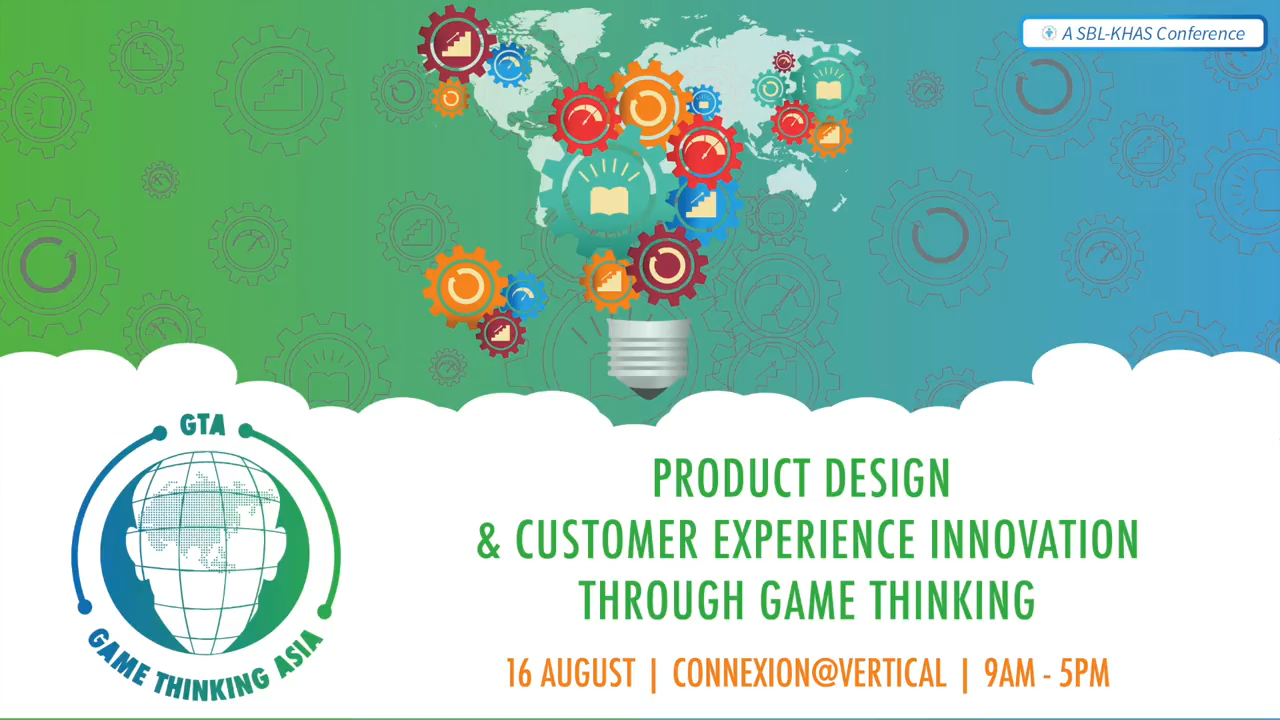 A SBL-KHAS Conference
GTA
GAME THINKING ASIA
PRODUCT DESIGN
& CUSTOMER EXPERIENCE INNOVATION
THROUGH GAME THINKING
16 AUGUST | CONNEXION@VERTICAL | 9AM - 5PM